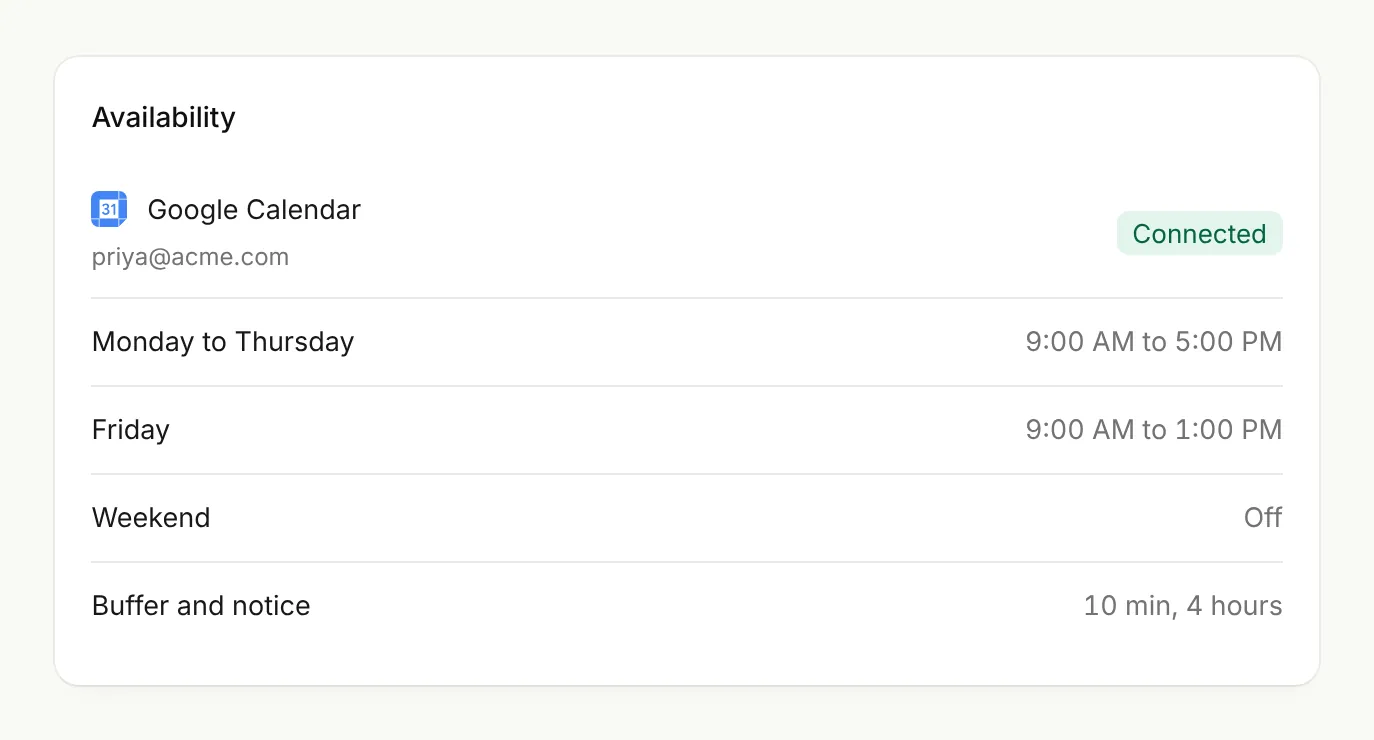 Availability
31 Google Calendar
priya@acme.com
Connected
Monday to Thursday 9:00 AM to 5:00 PM
Friday 9:00 AM to 1:00 PM
Weekend Off
Buffer and notice 10 min, 4 hours